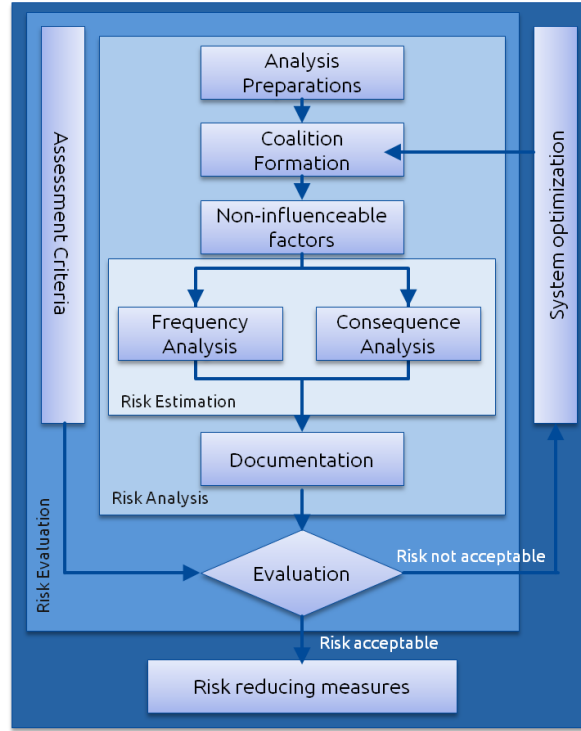 Analysis
Preparations
Assessment Criteria
Coalition
Formation
System optimization
Non-influenceable
factors
Frequency
Analysis
Consequence
Analysis
Risk Estimation
Documentation
Risk Analysis
Risk Evaluation
Evaluation
Risk not acceptable
Risk acceptable
Risk reducing measures